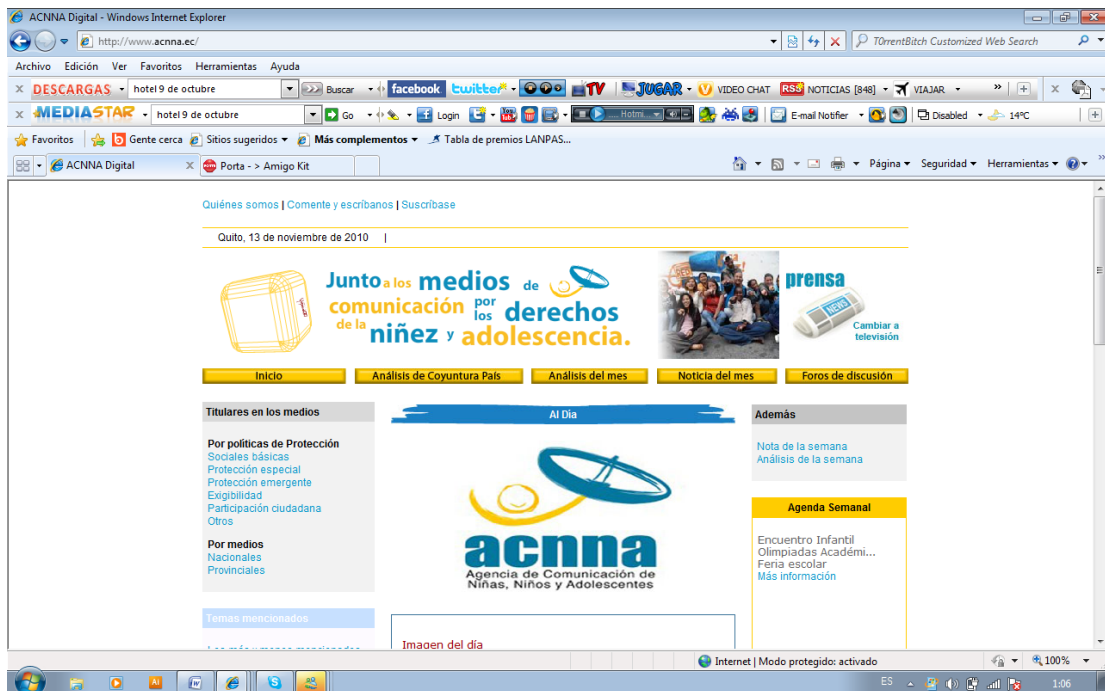 ACNNA Digital - Windows Internet Explorer
http://www.acnna.ec/
T0rrentBitch Customized Web Search
Archivo Edición Ver Favoritos Herramientas Ayuda
X DESCARGAS hotel 9 de octubre Buscar facebook twitter TV JUGAR VIDEO CHAT RSS NOTICIAS [848] VIAJAR » x
x MEDIASTAR hotel 9 de octubre Go Login Hotmi... E-mail Notifier Disabled 14ºC
Favoritos Gente cerca Sitios sugeridos Más complementos Tabla de premios LANPAS...
ACNNA Digital x Porta - > Amigo Kit Página Seguridad Herramientas »
Quiénes somos | Comente y escríbanos | Suscríbase
Quito, 13 de noviembre de 2010 |
Junto a los medios de
comunicación por los derechos
de la niñez y adolescencia.
prensa
NEWS
Cambiar a
televisión
Inicio Análisis de Coyuntura País Análisis del mes Noticia del mes Foros de discusión
Titulares en los medios
Por políticas de Protección
Sociales básicas
Protección especial
Protección emergente
Exigibilidad
Participación ciudadana
Otros
Por medios
Nacionales
Provinciales
Temas mencionados
Al Día
acnna
Agencia de Comunicación de
Niñas, Niños y Adolescentes
Imagen del día
Además
Nota de la semana
Análisis de la semana
Agenda Semanal
Encuentro Infantil
Olimpiadas Académi...
Feria escolar
Más información
Internet | Modo protegido: activado 100%
ES 1:06